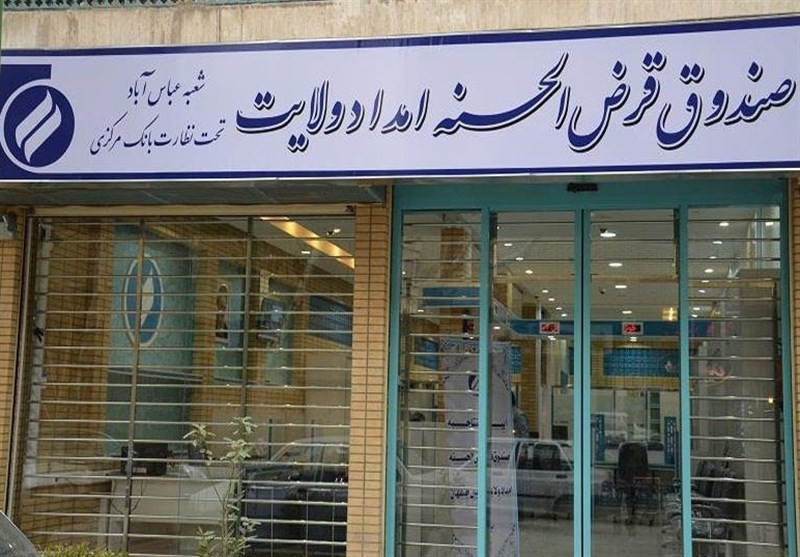 صندوق قرض الحسنه امداد ولایت
شعبه عباس آباد
تحت نظارت بانک مرکزی